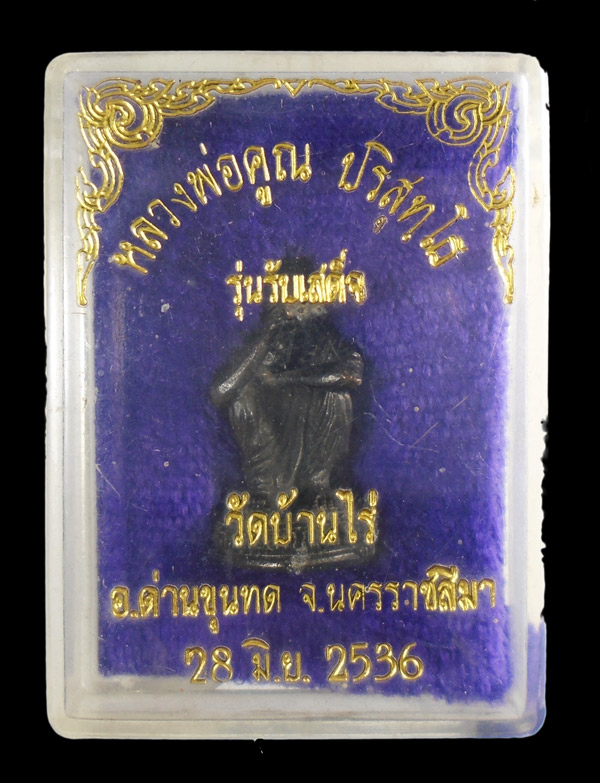 หลวงพ่อคูณ ปริสุทโธ
รุ่นรับเสด็จ
วัดบ้านไร่
อ.ด่านขุนทด จ.นครราชสีมา
28 มิ.ย. 2536